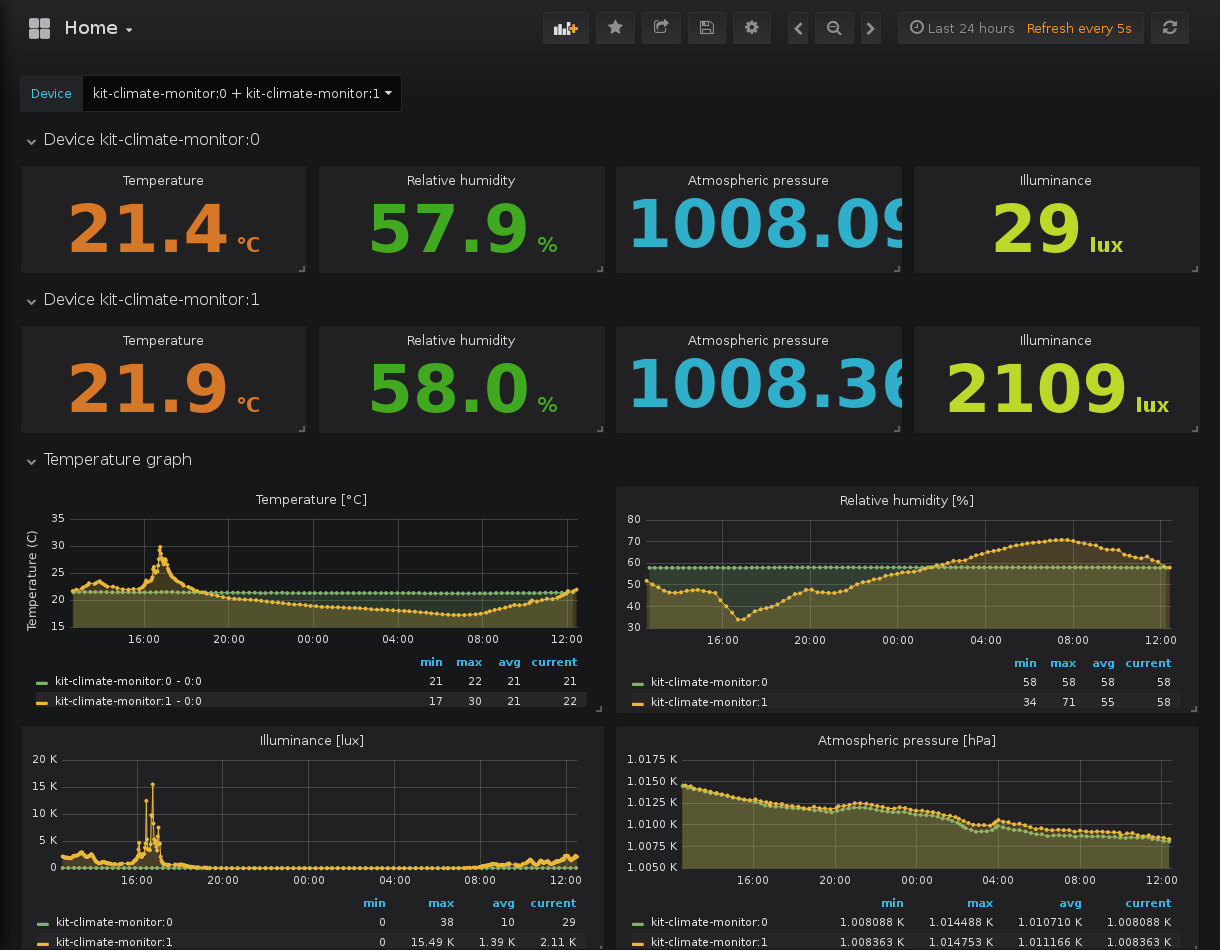 Home
Last 24 hours Refresh every 5s
Device kit-climate-monitor:0 + kit-climate-monitor:1
Device kit-climate-monitor:0
Temperature Relative humidity Atmospheric pressure Illuminance
21.4 °C 57.9 % 1008.09 29 lux
Device kit-climate-monitor:1
Temperature Relative humidity Atmospheric pressure Illuminance
21.9 °C 58.0 % 1008.36 2109 lux
Temperature graph
Temperature [°C]
Temperature (C)
35
30
25
20
15
16:00 20:00 00:00 04:00 08:00 12:00
min max avg current
kit-climate-monitor:0 - 0:0 21 22 21 21
kit-climate-monitor:1 - 0:0 17 30 21 22
Relative humidity [%]
80
70
60
50
40
30
16:00 20:00 00:00 04:00 08:00 12:00
min max avg current
kit-climate-monitor:0 58 58 58 58
kit-climate-monitor:1 34 71 55 58
Illuminance [lux]
20 K
15 K
10 K
5 K
0
16:00 20:00 00:00 04:00 08:00 12:00
min max avg current
kit-climate-monitor:0 0 38 10 29
kit-climate-monitor:1 0 15.49 K 1.39 K 2.11 K
Atmospheric pressure [hPa]
1.0175 K
1.0150 K
1.0125 K
1.0100 K
1.0075 K
1.0050 K
16:00 20:00 00:00 04:00 08:00 12:00
min max avg current
kit-climate-monitor:0 1.008088 K 1.014488 K 1.010710 K 1.008088 K
kit-climate-monitor:1 1.008363 K 1.014753 K 1.011166 K 1.008363 K